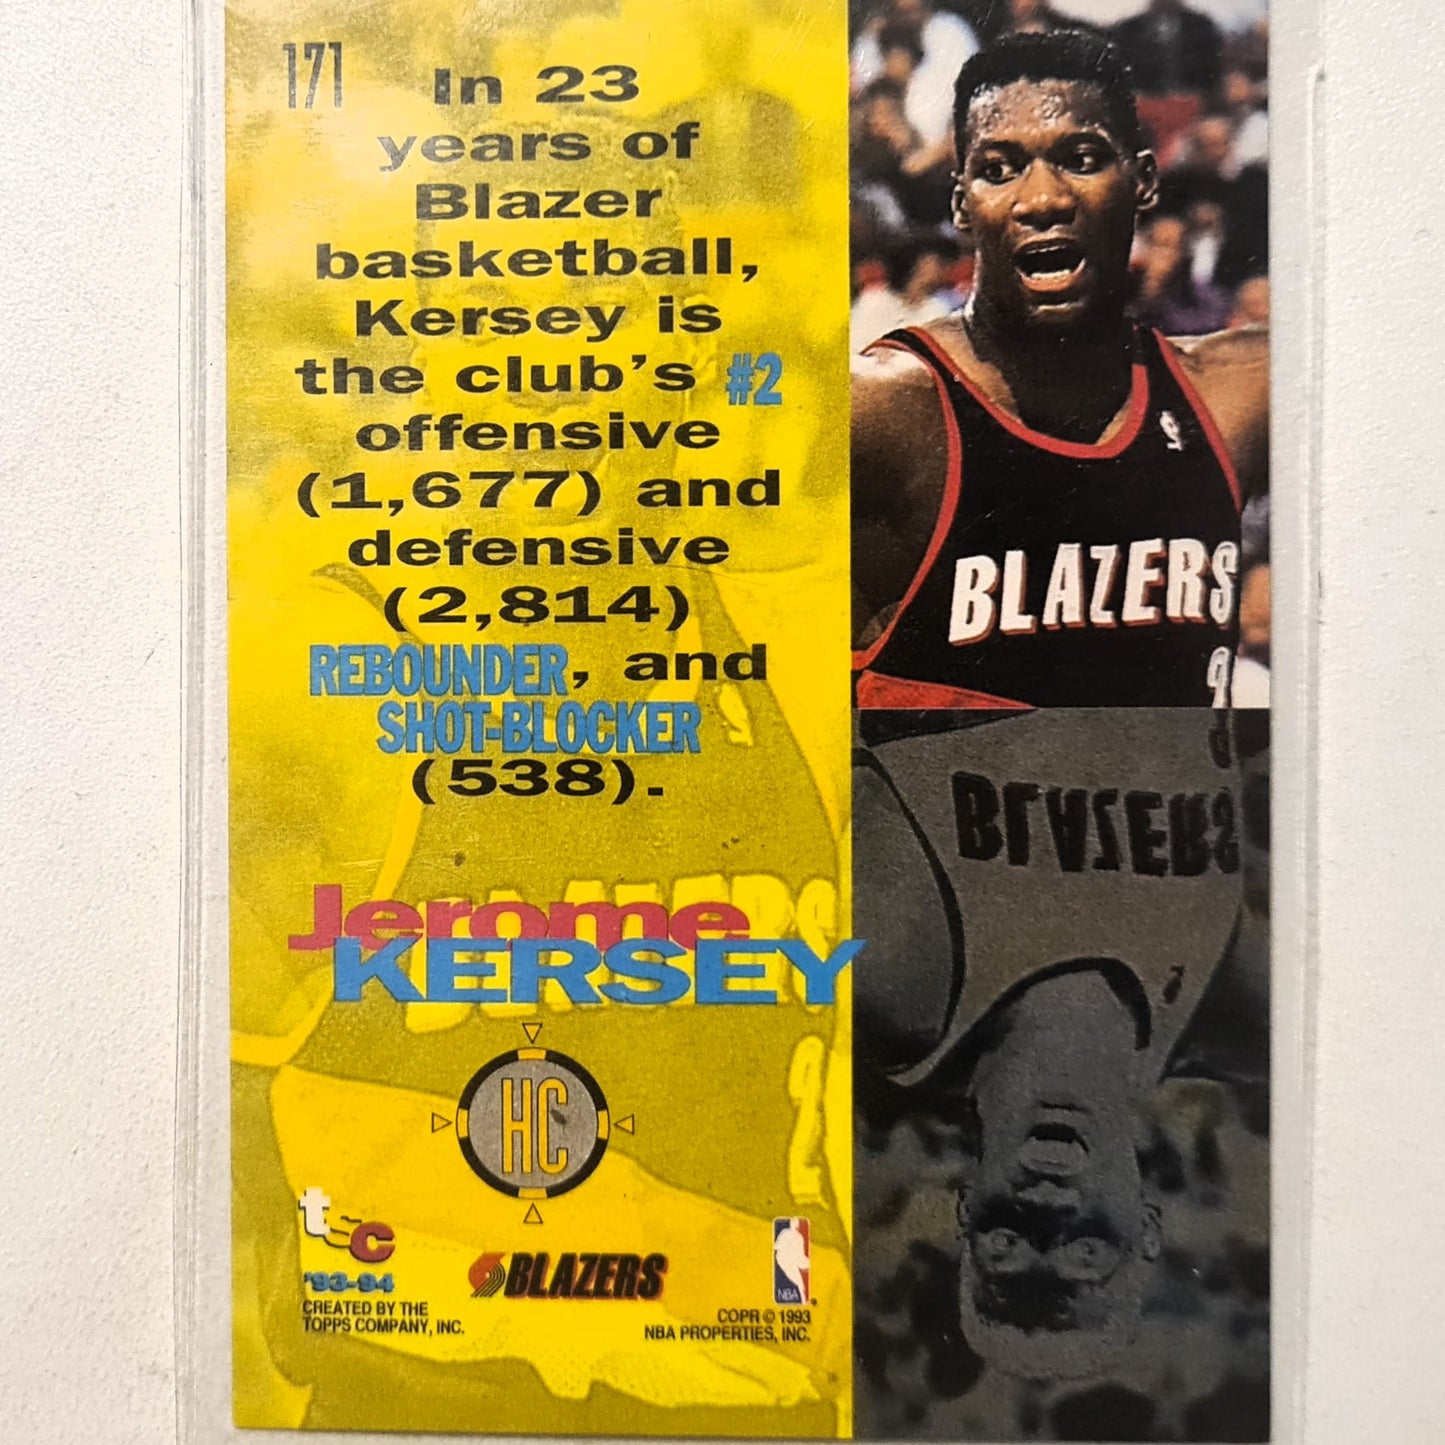 171
In 23
years of
Blazer
basketball,
Kersey is
the club's #2
offensive
(1,677) and
defensive
(2,814)
REBOUNDER, and
SHOT-BLOCKER
(538).
Jerome
KERSEY
HC
tsc
'93-94
CREATED BY THE
TOPPS COMPANY, INC.
BLAZERS
NBA
COPR © 1993
NBA PROPERTIES, INC.
BLAZERS
BLAZERS